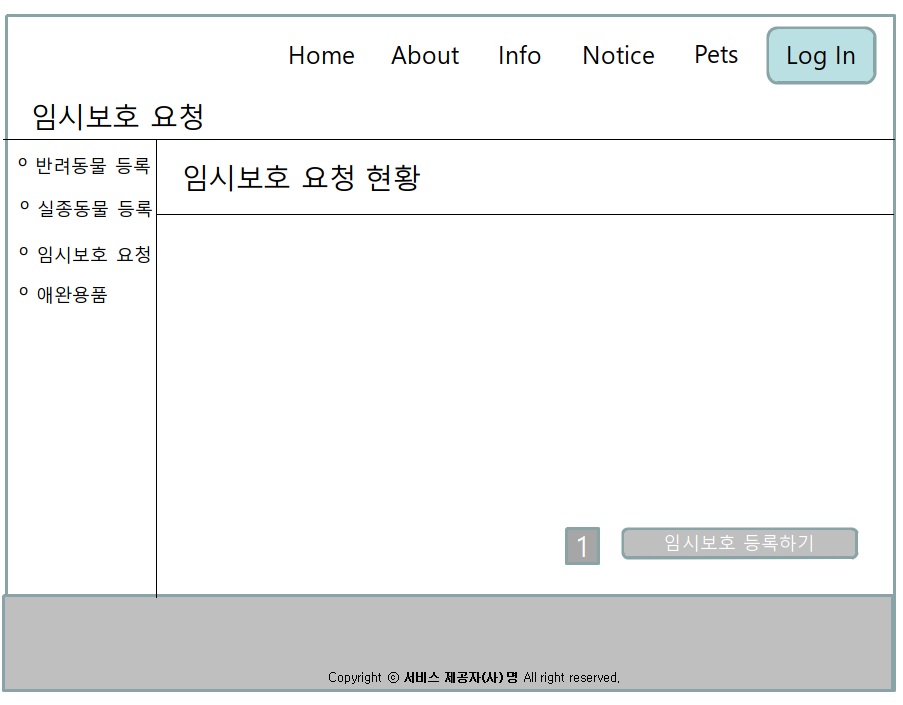 Home About Info Notice Pets Log In
임시보호 요청
o 반려동물 등록
o 실종동물 등록
o 임시보호 요청
o 애완용품
임시보호 요청 현황
1 임시보호 등록하기
Copyright ⓒ 서비스 제공자(사) 명 All right reserved.